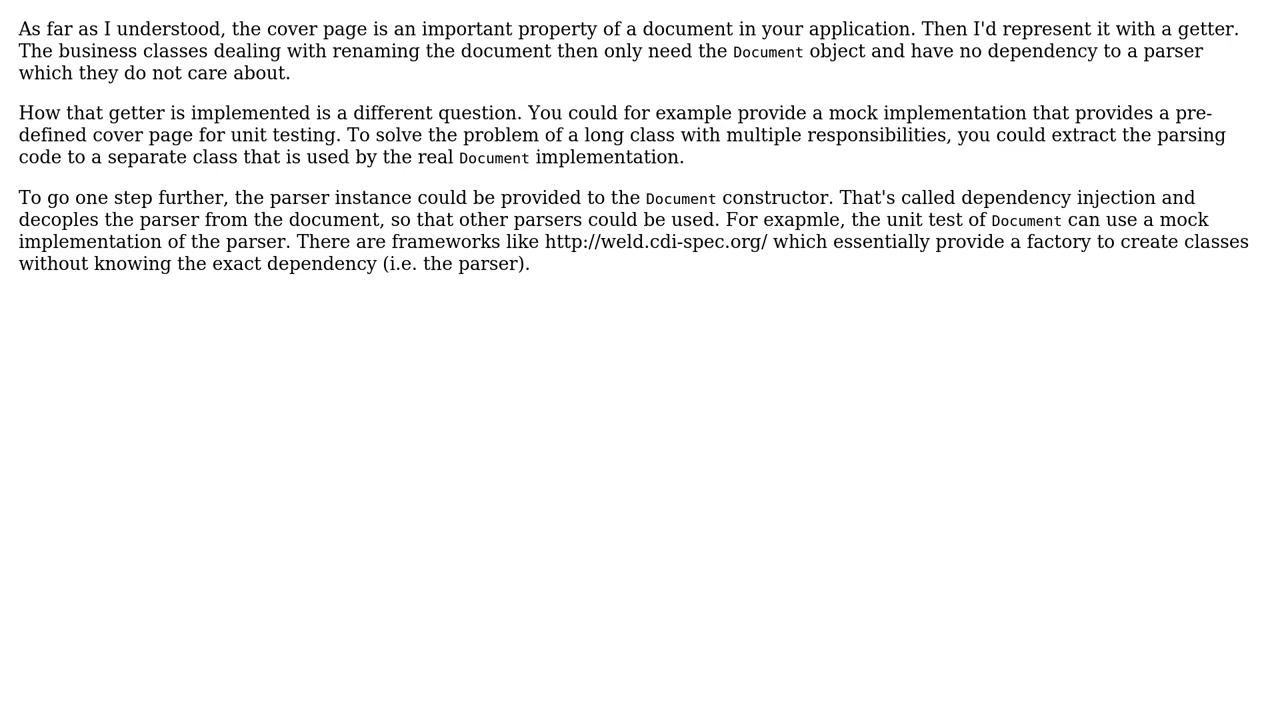 As far as I understood, the cover page is an important property of a document in your application. Then I'd represent it with a getter.
The business classes dealing with renaming the document then only need the Document object and have no dependency to a parser
which they do not care about.
How that getter is implemented is a different question. You could for example provide a mock implementation that provides a pre-
defined cover page for unit testing. To solve the problem of a long class with multiple responsibilities, you could extract the parsing
code to a separate class that is used by the real Document implementation.
To go one step further, the parser instance could be provided to the Document constructor. That's called dependency injection and
decoples the parser from the document, so that other parsers could be used. For exapmle, the unit test of Document can use a mock
implementation of the parser. There are frameworks like http://weld.cdi-spec.org/ which essentially provide a factory to create classes
without knowing the exact dependency (i.e. the parser).